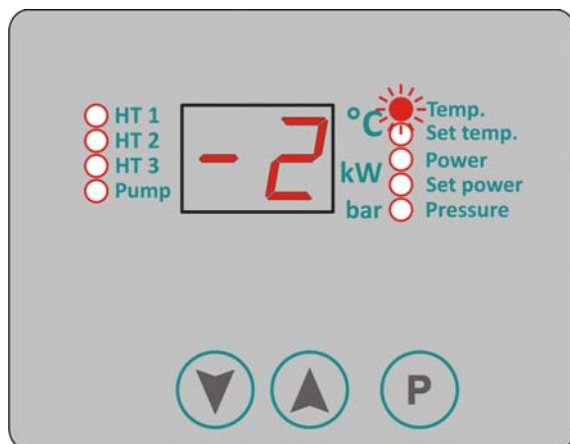 HT 1
HT 2
HT 3
Pump
-2
°C
kW
bar
Temp.
Set temp.
Power
Set power
Pressure
P